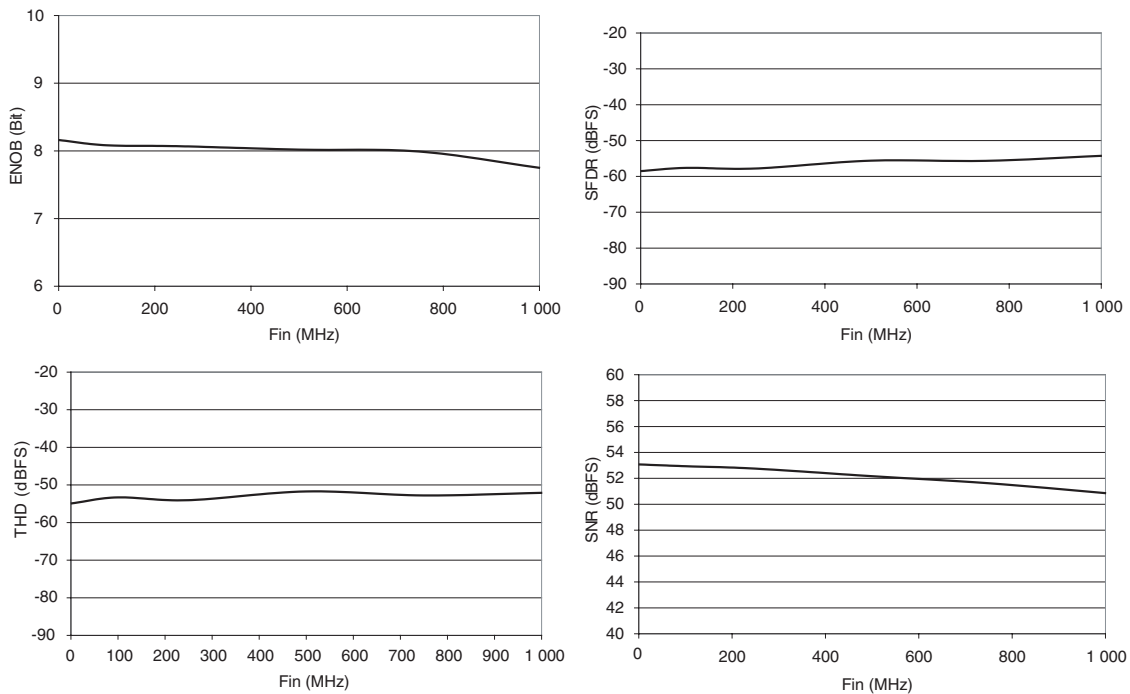 10
9
8
7
6
ENOB (Bit)
0 200 400 600 800 1 000
Fin (MHz)
-20
-30
-40
-50
-60
-70
-80
-90
SFDR (dBFS)
0 200 400 600 800 1 000
Fin (MHz)
-20
-30
-40
-50
-60
-70
-80
-90
THD (dBFS)
0 100 200 300 400 500 600 700 800 900 1 000
Fin (MHz)
60
58
56
54
52
50
48
46
44
42
40
SNR (dBFS)
0 200 400 600 800 1 000
Fin (MHz)